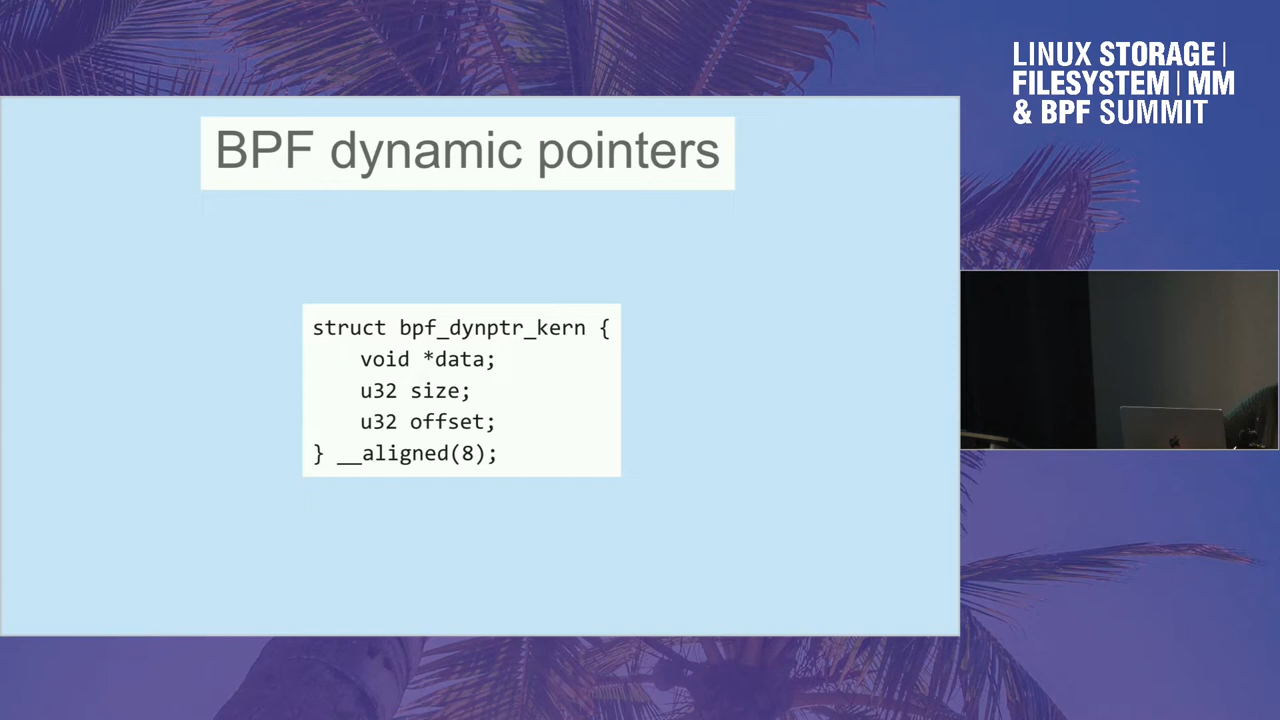 LINUX STORAGE |
FILESYSTEM | MM
& BPF SUMMIT
BPF dynamic pointers
struct bpf_dynptr_kern {
    void *data;
    u32 size;
    u32 offset;
} __aligned(8);